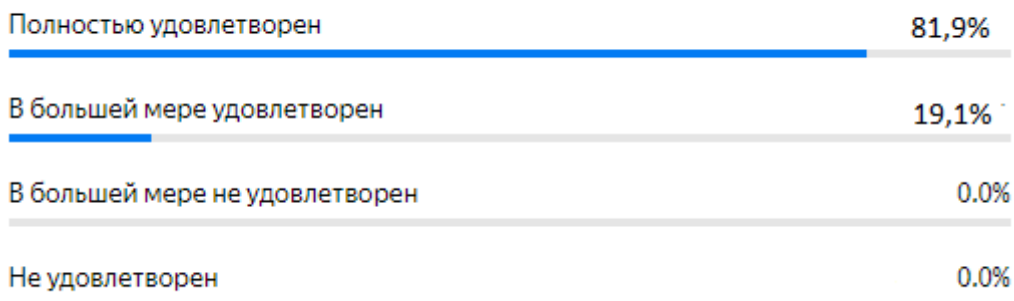 Полностью удовлетворен 81,9%
В большей мере удовлетворен 19,1%
В большей мере не удовлетворен 0.0%
Не удовлетворен 0.0%